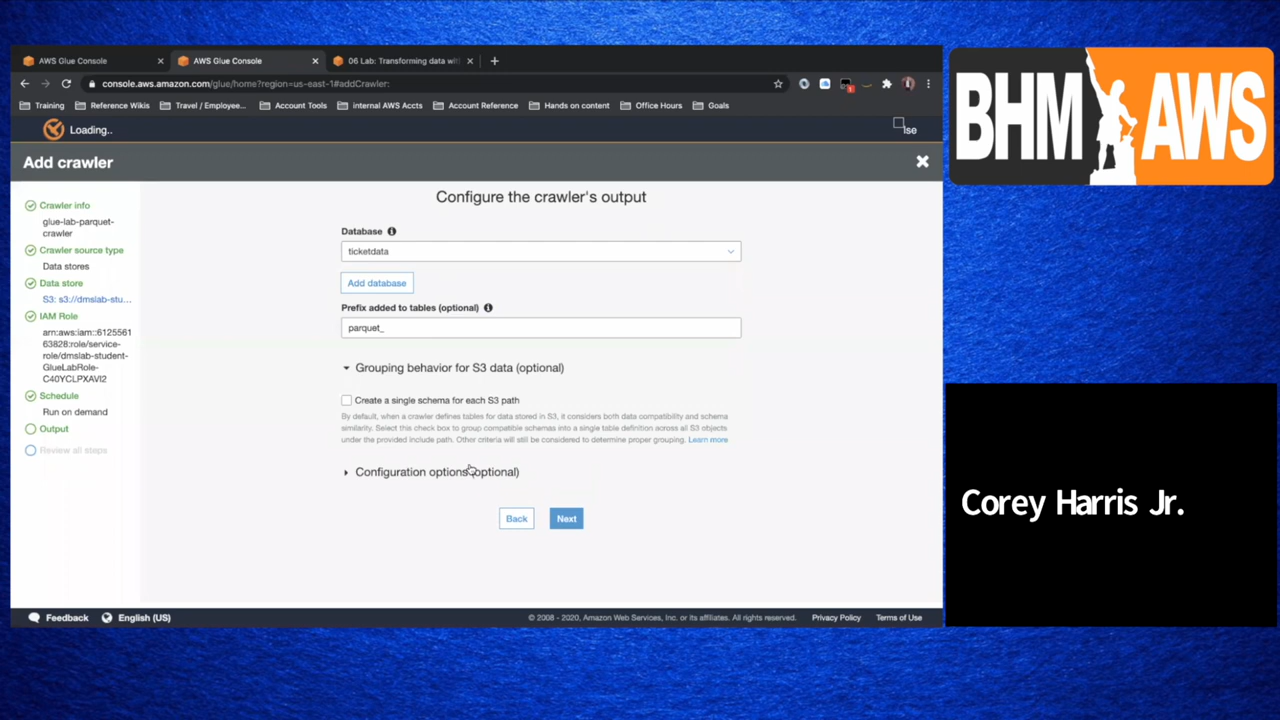 AWS Glue Console
AWS Glue Console
06 Lab: Transforming data wit
console.aws.amazon.com/glue/home?region=us-east-1#addCrawler:
Training
Reference Wikis
Travel / Employee...
Account Tools
internal AWS Accts
Account Reference
Hands on content
Office Hours
Goals
Loading..
lse
Add crawler
Crawler info
glue-lab-parquet-
crawler
Crawler source type
Data stores
Data store
S3: s3://dmslab-stu...
IAM Role
arn:aws:iam::6125561
63828:role/service-
role/dmslab-student-
GlueLabRole-
C40YCLPXAVI2
Schedule
Run on demand
Output
Review all steps
Configure the crawler's output
Database
ticketdata
Add database
Prefix added to tables (optional)
parquet_
Grouping behavior for S3 data (optional)
Create a single schema for each S3 path
By default, when a crawler defines tables for data stored in S3, it considers both data compatibility and schema
similarity. Select this check box to group compatible schemas into a single table definition across all S3 objects
under the provided include path. Other criteria will still be considered to determine proper grouping. Learn more
Configuration options (optional)
Back
Next
Feedback
English (US)
© 2008 - 2020, Amazon Web Services, Inc. or its affiliates. All rights reserved.
Privacy Policy
Terms of Use
BHM AWS
Corey Harris Jr.